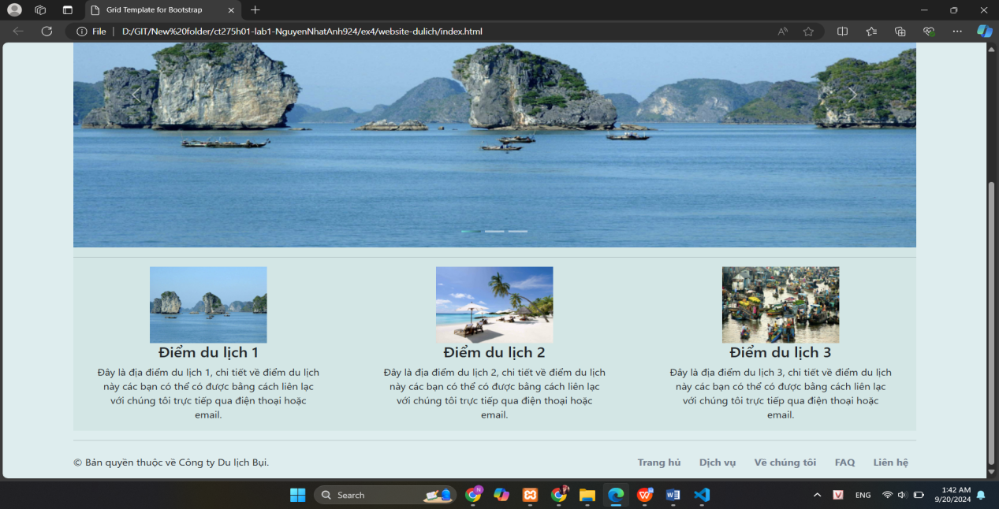 Grid Template for Bootstrap
File
D:/GIT/New%20folder/ct275h01-lab1-NguyenNhatAnh924/ex4/website-dulich/index.html
Điểm du lịch 1
Đây là địa điểm du lịch 1, chi tiết về điểm du lịch
này các bạn có thể có được bằng cách liên lạc
với chúng tôi trực tiếp qua điện thoại hoặc
email.
Điểm du lịch 2
Đây là địa điểm du lịch 2, chi tiết về điểm du lịch
này các bạn có thể có được bằng cách liên lạc
với chúng tôi trực tiếp qua điện thoại hoặc
email.
Điểm du lịch 3
Đây là địa điểm du lịch 3, chi tiết về điểm du lịch
này các bạn có thể có được bằng cách liên lạc
với chúng tôi trực tiếp qua điện thoại hoặc
email.
© Bản quyền thuộc về Công ty Du lịch Bụi.
Trang hủ Dịch vụ Về chúng tôi FAQ Liên hệ
Search
ENG
1:42 AM
9/20/2024